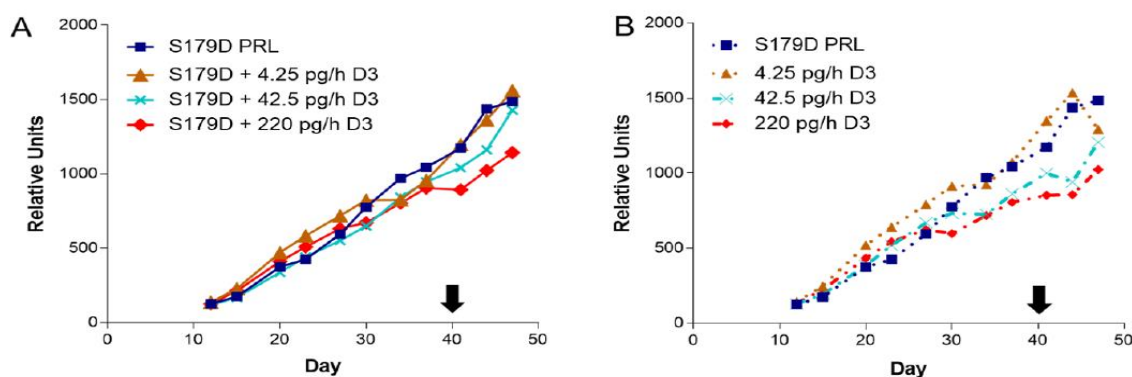 A
2000
1500
1000
500
0
Relative Units
S179D PRL
S179D + 4.25 pg/h D3
S179D + 42.5 pg/h D3
S179D + 220 pg/h D3
0 10 20 30 40 50
Day
B
2000
1500
1000
500
0
Relative Units
S179D PRL
4.25 pg/h D3
42.5 pg/h D3
220 pg/h D3
0 10 20 30 40 50
Day